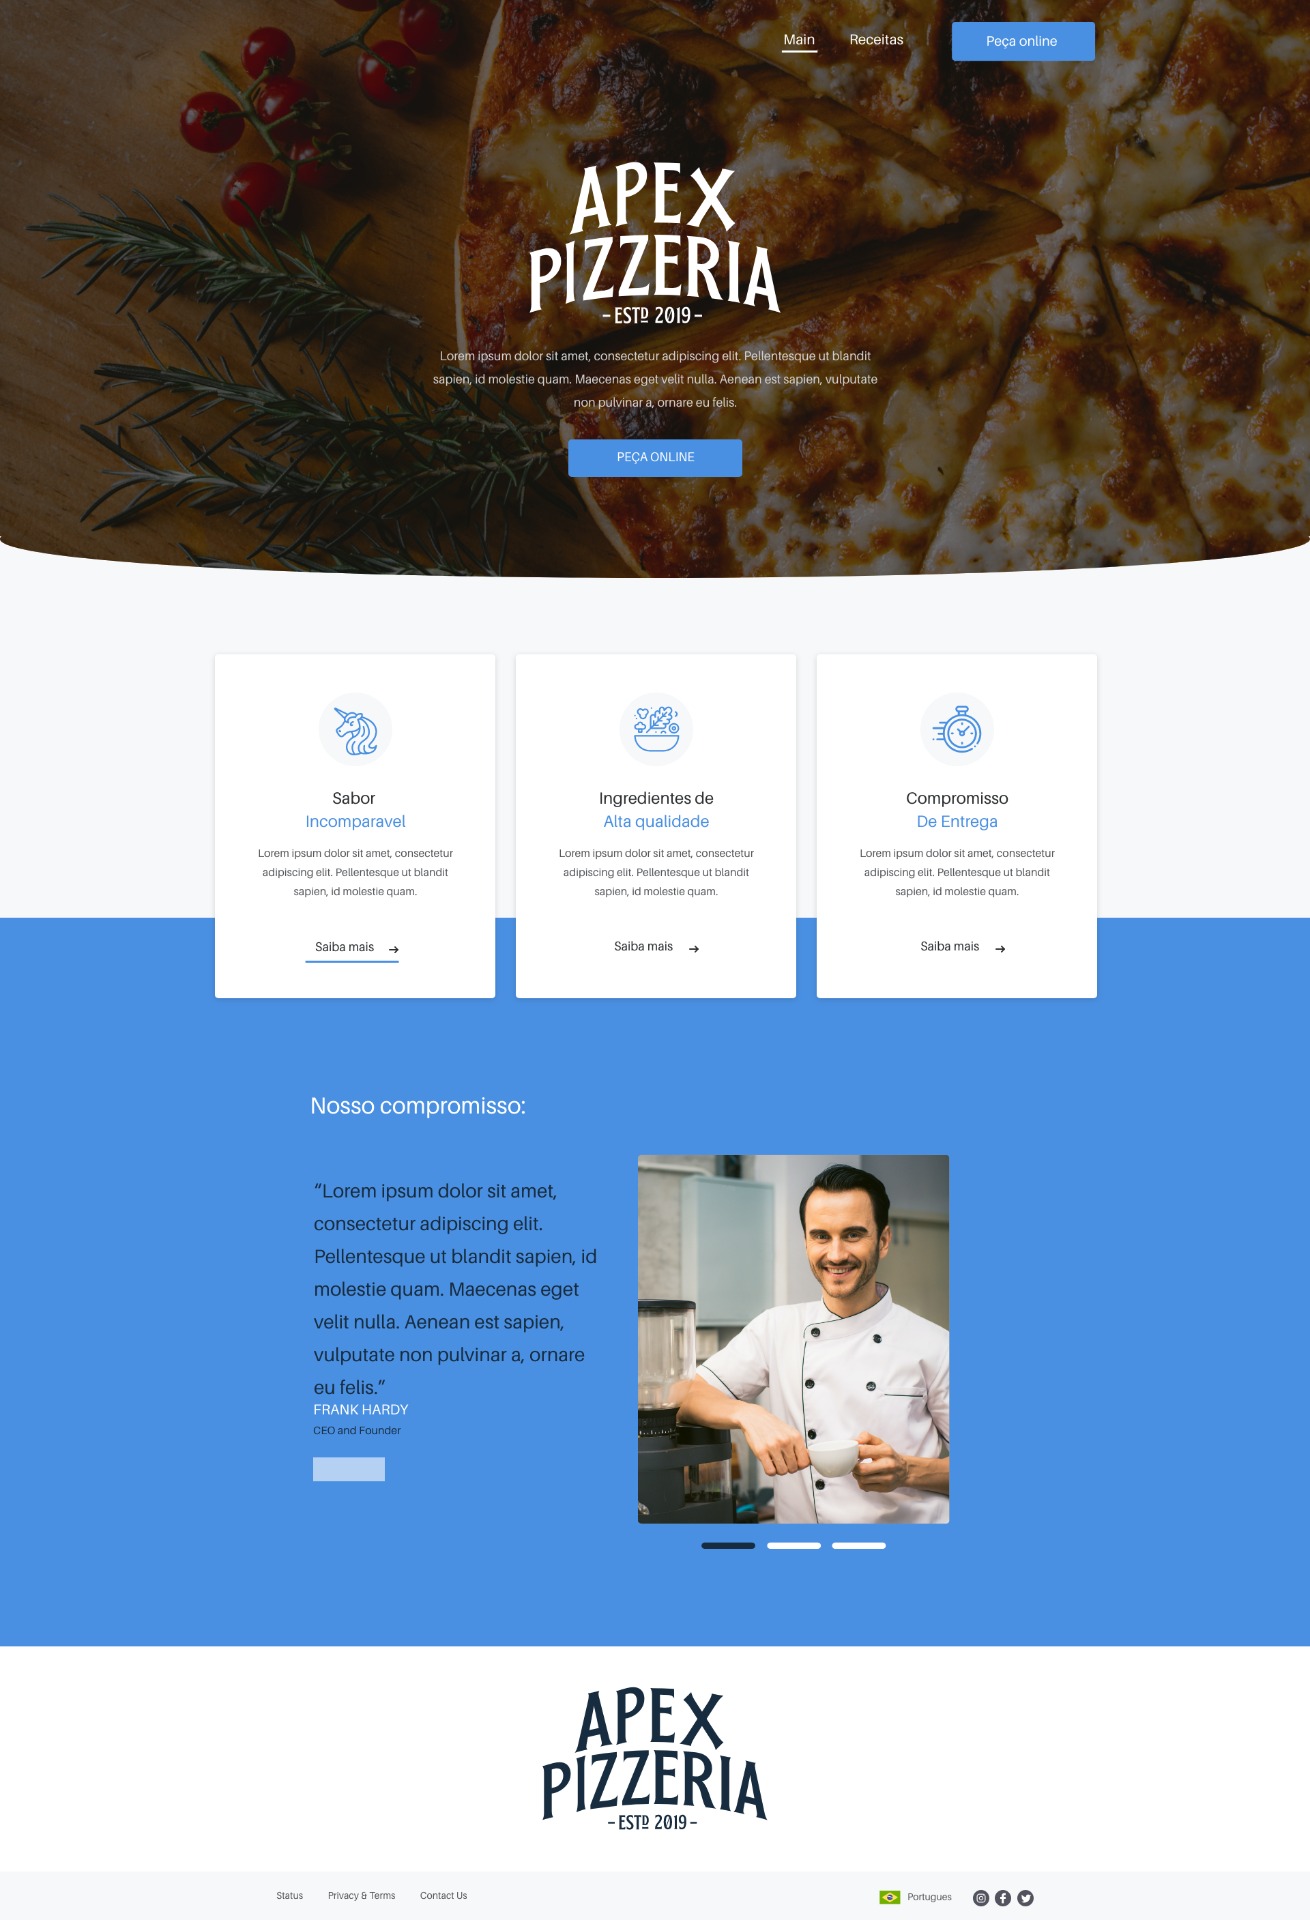 Main
Receitas
Peça online
APEX
PIZZERIA
- ESTD 2019 -
Lorem ipsum dolor sit amet, consectetur adipiscing elit. Pellentesque ut blandit
sapien, id molestie quam. Maecenas eget velit nulla. Aenean est sapien, vulputate
non pulvinar a, ornare eu felis.
PEÇA ONLINE
Sabor
Incomparavel
Lorem ipsum dolor sit amet, consectetur
adipiscing elit. Pellentesque ut blandit
sapien, id molestie quam.
Saiba mais
Ingredientes de
Alta qualidade
Lorem ipsum dolor sit amet, consectetur
adipiscing elit. Pellentesque ut blandit
sapien, id molestie quam.
Saiba mais
Compromisso
De Entrega
Lorem ipsum dolor sit amet, consectetur
adipiscing elit. Pellentesque ut blandit
sapien, id molestie quam.
Saiba mais
Nosso compromisso:
“Lorem ipsum dolor sit amet,
consectetur adipiscing elit.
Pellentesque ut blandit sapien, id
molestie quam. Maecenas eget
velit nulla. Aenean est sapien,
vulputate non pulvinar a, ornare
eu felis.”
FRANK HARDY
CEO and Founder
APEX
PIZZERIA
- ESTD 2019 -
Status
Privacy & Terms
Contact Us
Portugues